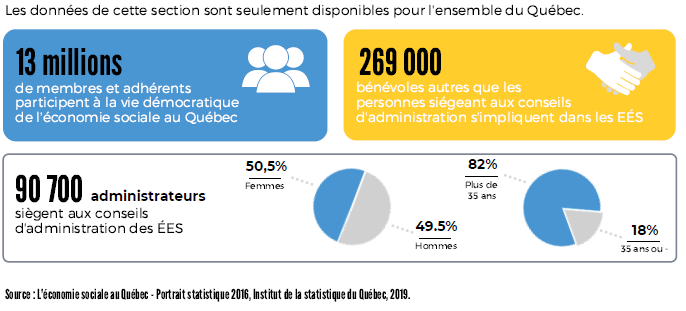 Les données de cette section sont seulement disponibles pour l'ensemble du Québec.
13 millions
de membres et adhérents
participent à la vie démocratique
de l'économie sociale au Québec
269 000
bénévoles autres que les
personnes siégeant aux conseils
d'administration s'impliquent dans les EÉS
90 700 administrateurs
siègent aux conseils
d'administration des ÉES
50,5%
Femmes
49.5%
Hommes
82%
Plus de
35 ans
18%
35 ans ou -
Source : L'économie sociale au Québec - Portrait statistique 2016, Institut de la statistique du Québec, 2019.